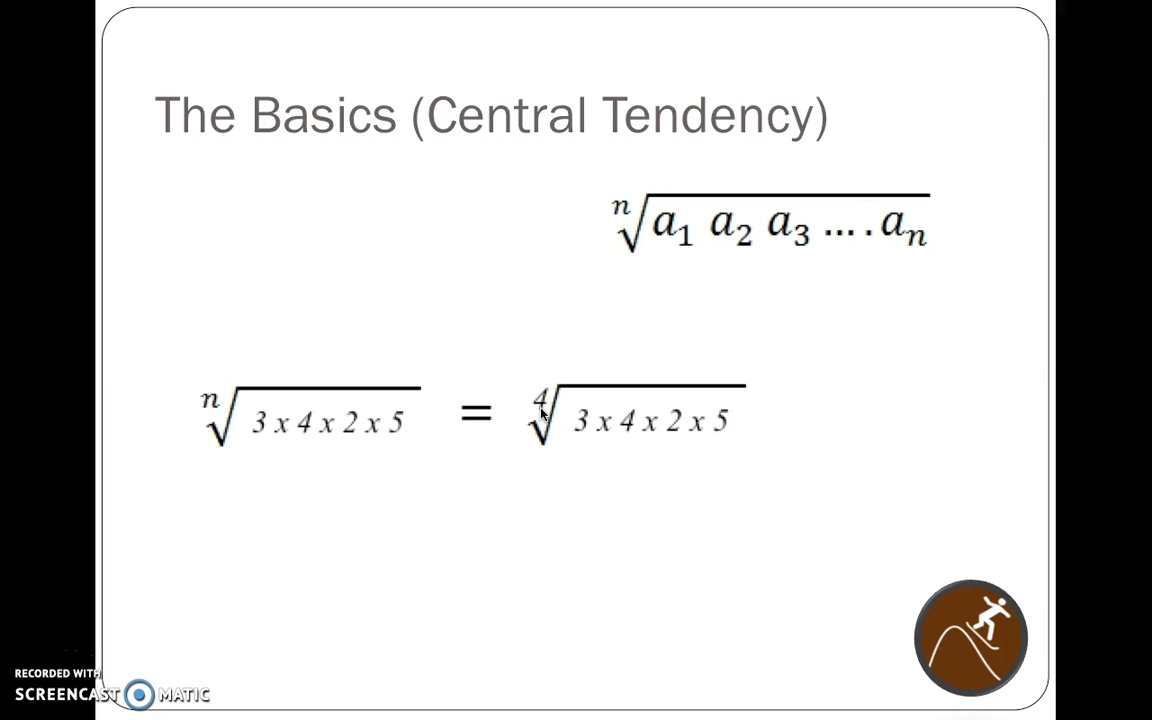 The Basics (Central Tendency)
ⁿ√a₁ a₂ a₃ ... . aₙ
ⁿ√3 x 4 x 2 x 5 = ⁴√3 x 4 x 2 x 5
RECORDED WITH
SCREENCAST MATIC